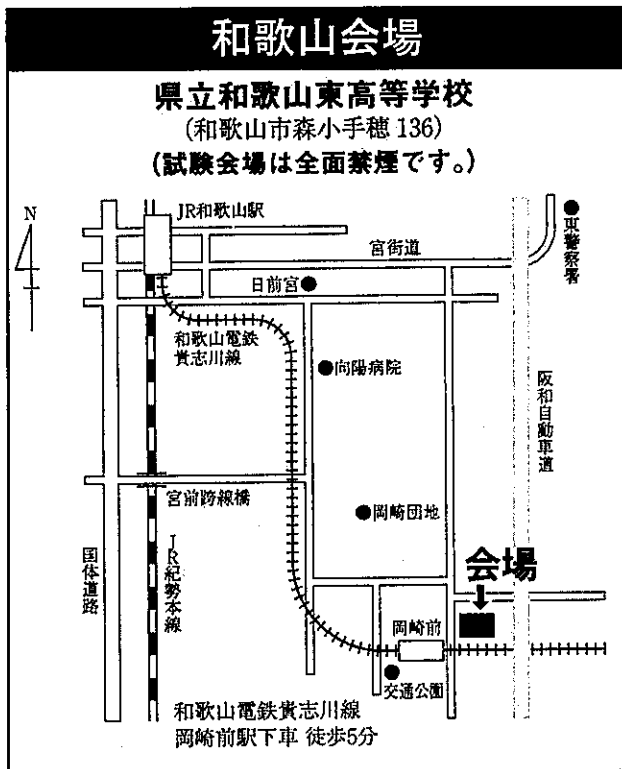 和歌山会場
県立和歌山東高等学校
(和歌山市森小手穂 136)
(試験会場は全面禁煙です。)
N
JR和歌山駅
宮街道
東警察署
日前宮
和歌山電鉄
貴志川線
向陽病院
阪和自動車道
宮前跨線橋
岡崎団地
国体道路
JR紀勢本線
会場
岡崎前
交通公園
和歌山電鉄貴志川線
岡崎前駅下車 徒歩5分